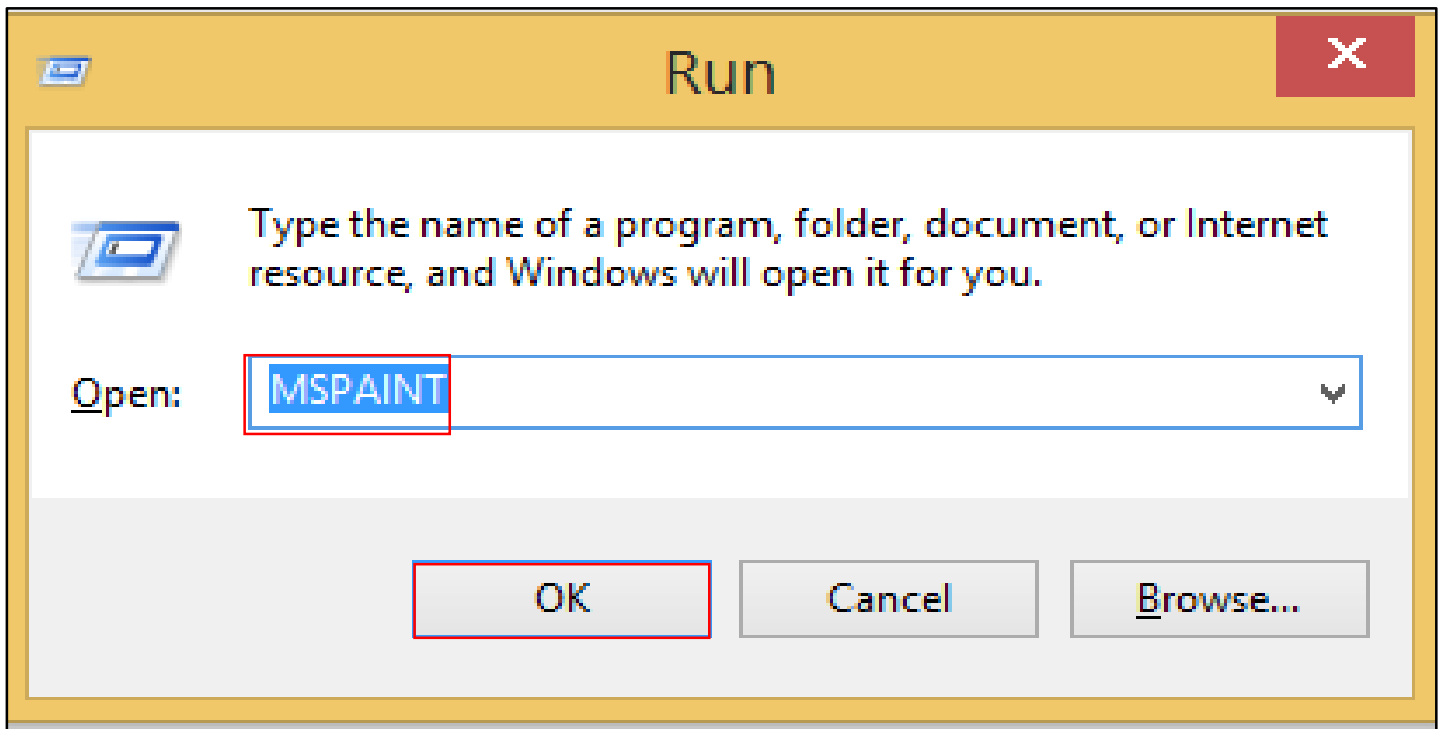 Run
Type the name of a program, folder, document, or Internet
resource, and Windows will open it for you.
Open: MSPAINT
OK Cancel Browse...